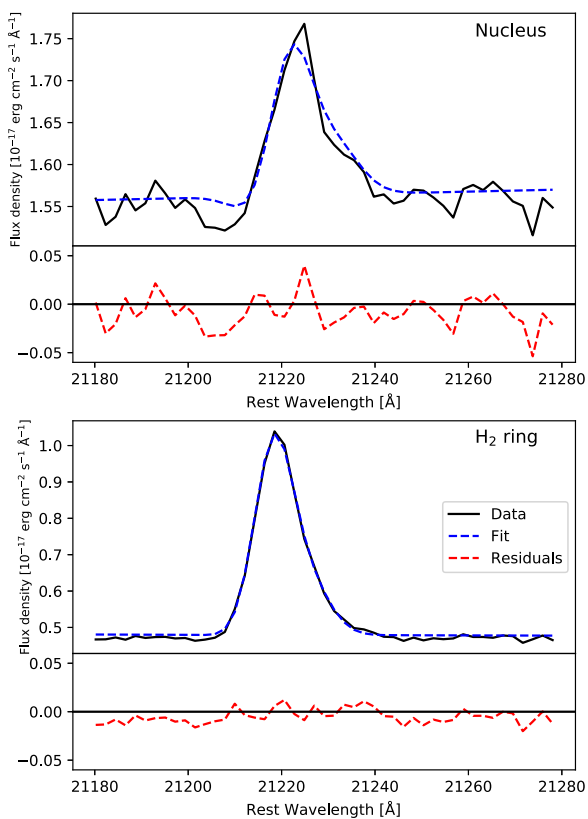 Nucleus
Flux density [10⁻¹⁷ erg cm⁻² s⁻¹ Å⁻¹]
1.75
1.70
1.65
1.60
1.55
0.05
0.00
−0.05
21180 21200 21220 21240 21260 21280
Rest Wavelength [Å]
H₂ ring
Flux density [10⁻¹⁷ erg cm⁻² s⁻¹ Å⁻¹]
1.0
0.9
0.8
0.7
0.6
0.5
Data
Fit
Residuals
0.05
0.00
−0.05
21180 21200 21220 21240 21260 21280
Rest Wavelength [Å]